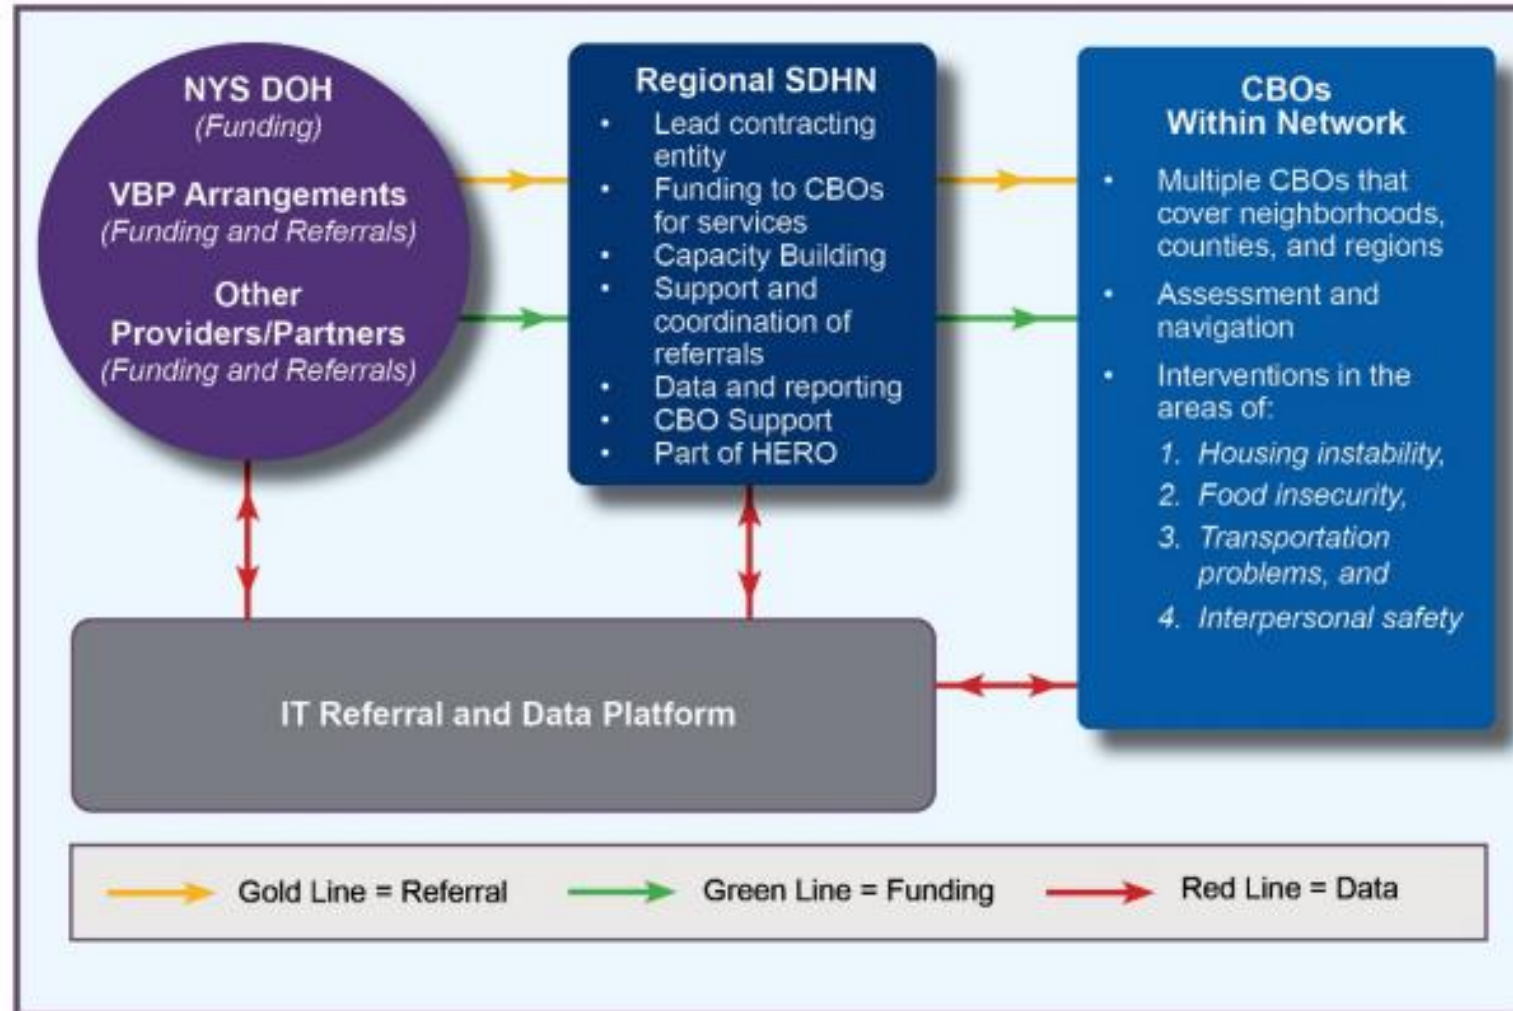 NYS DOH
(Funding)
VBP Arrangements
(Funding and Referrals)
Other
Providers/Partners
(Funding and Referrals)
Regional SDHN
• Lead contracting
entity
• Funding to CBOs
for services
• Capacity Building
• Support and
coordination of
referrals
• Data and reporting
• CBO Support
• Part of HERO
CBOs
Within Network
• Multiple CBOs that
cover neighborhoods,
counties, and regions
• Assessment and
navigation
• Interventions in the
areas of:
1. Housing instability,
2. Food insecurity,
3. Transportation
problems, and
4. Interpersonal safety
IT Referral and Data Platform
Gold Line = Referral
Green Line = Funding
Red Line = Data